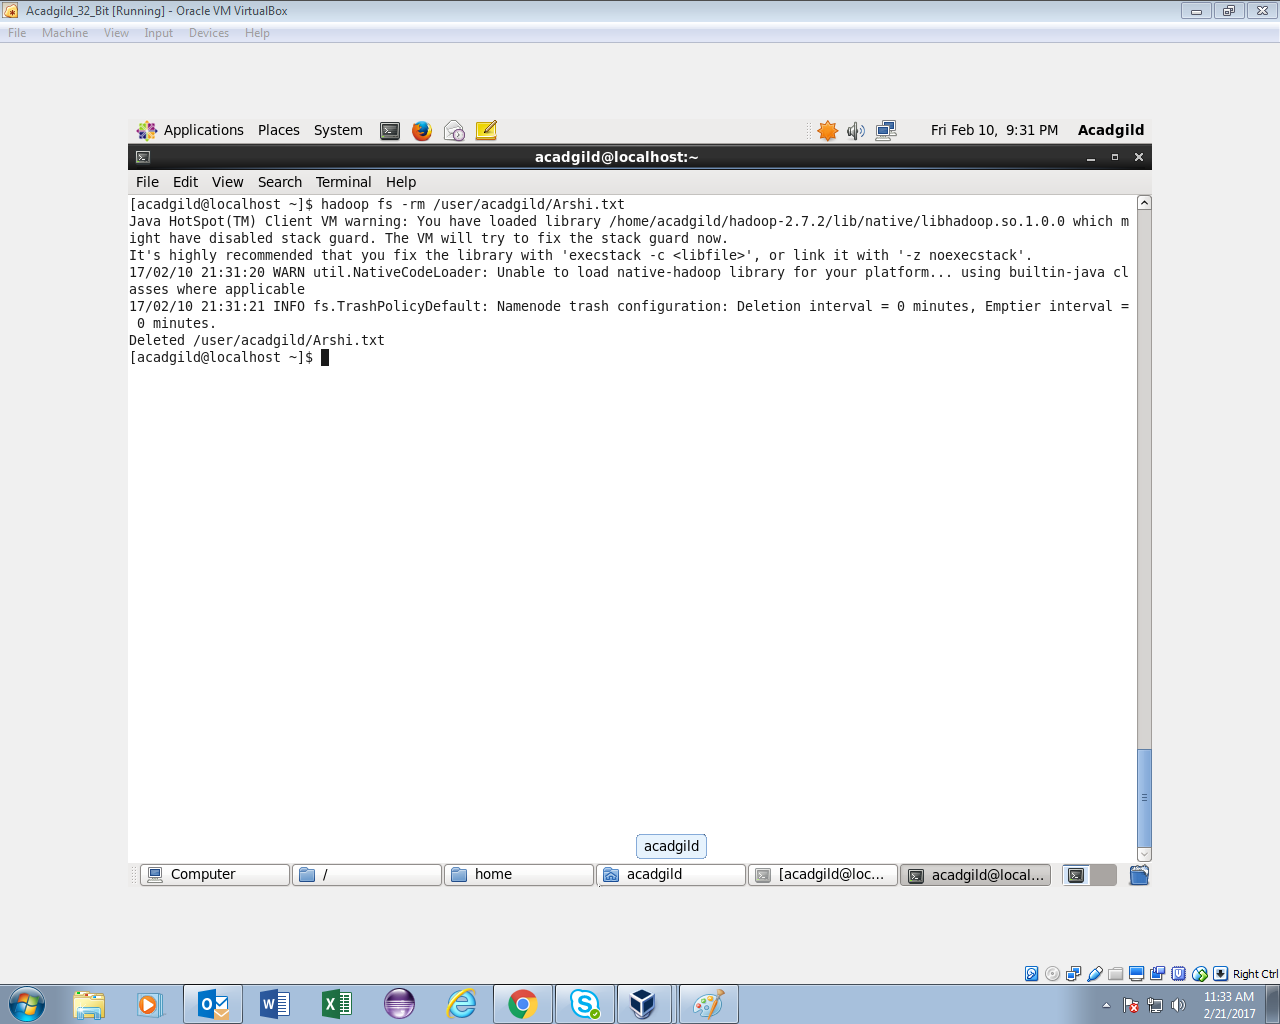 Acadgild_32_Bit [Running] - Oracle VM VirtualBox
File Machine View Input Devices Help
Applications Places System Fri Feb 10, 9:31 PM Acadgild
acadgild@localhost:~
File Edit View Search Terminal Help
[acadgild@localhost ~]$ hadoop fs -rm /user/acadgild/Arshi.txt
Java HotSpot(TM) Client VM warning: You have loaded library /home/acadgild/hadoop-2.7.2/lib/native/libhadoop.so.1.0.0 which m
ight have disabled stack guard. The VM will try to fix the stack guard now.
It's highly recommended that you fix the library with 'execstack -c <libfile>', or link it with '-z noexecstack'.
17/02/10 21:31:20 WARN util.NativeCodeLoader: Unable to load native-hadoop library for your platform... using builtin-java cl
asses where applicable
17/02/10 21:31:21 INFO fs.TrashPolicyDefault: Namenode trash configuration: Deletion interval = 0 minutes, Emptier interval =
 0 minutes.
Deleted /user/acadgild/Arshi.txt
[acadgild@localhost ~]$
acadgild
Computer / home acadgild [acadgild@loc... acadgild@local...
Right Ctrl
11:33 AM
2/21/2017